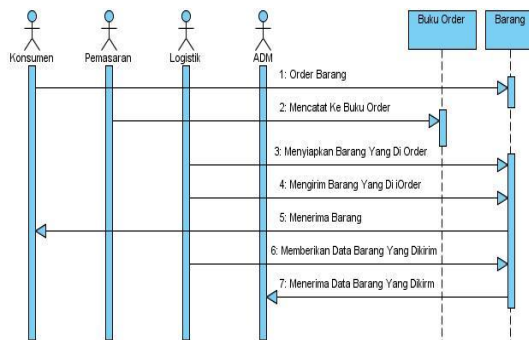 Buku Order
Barang
Konsumen
Pemasaran
Logistik
ADM
1: Order Barang
2: Mencatat Ke Buku Order
3: Menyiapkan Barang Yang Di Order
4: Mengirim Barang Yang Di iOrder
5: Menerima Barang
6: Memberikan Data Barang Yang Dikirim
7: Menerima Data Barang Yang Dikirm